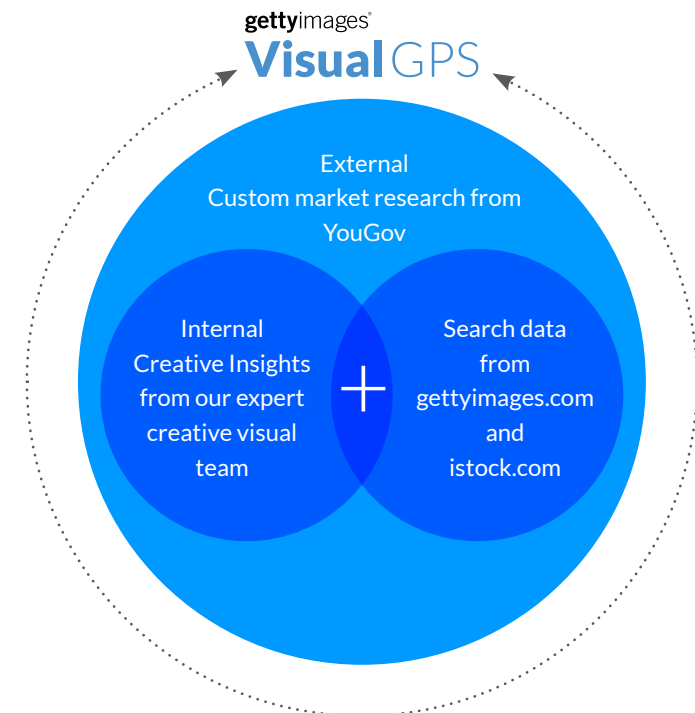 gettyimages®
Visual GPS
External
Custom market research from
YouGov
Internal
Creative Insights
from our expert
creative visual
team
+
Search data
from
gettyimages.com
and
istock.com